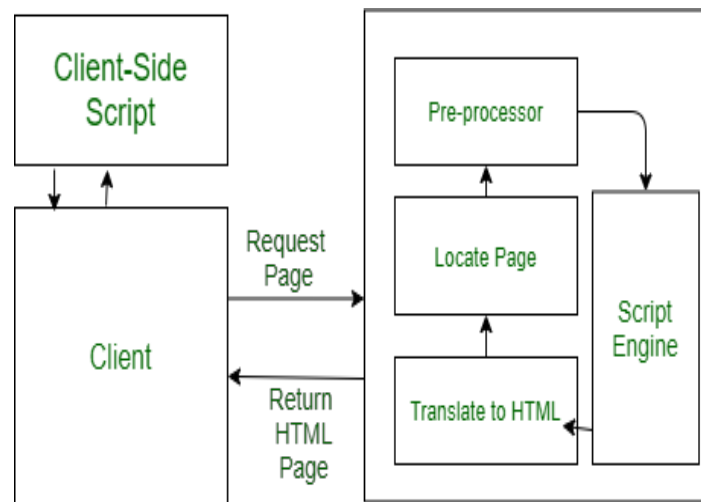 Client-Side
Script
Client
Request
Page
Return
HTML
Page
Pre-processor
Locate Page
Translate to HTML
Script
Engine